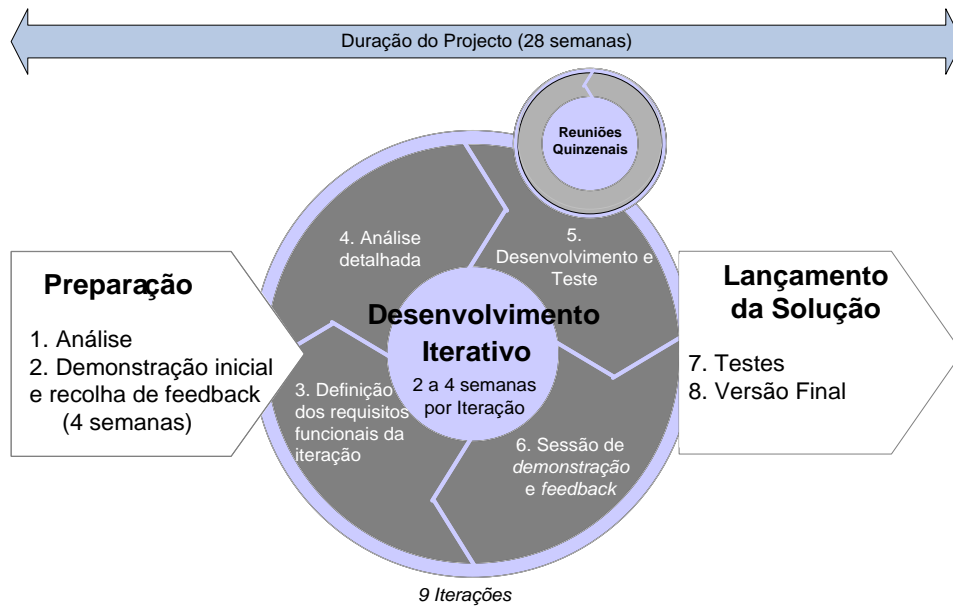 Duração do Projecto (28 semanas)
Reuniões
Quinzenais
Preparação
1. Análise
2. Demonstração inicial
e recolha de feedback
(4 semanas)
Desenvolvimento
Iterativo
2 a 4 semanas
por Iteração
3. Definição
dos requisitos
funcionais da
iteração
4. Análise
detalhada
5.
Desenvolvimento e
Teste
6. Sessão de
demonstração
e feedback
9 Iterações
Lançamento
da Solução
7. Testes
8. Versão Final